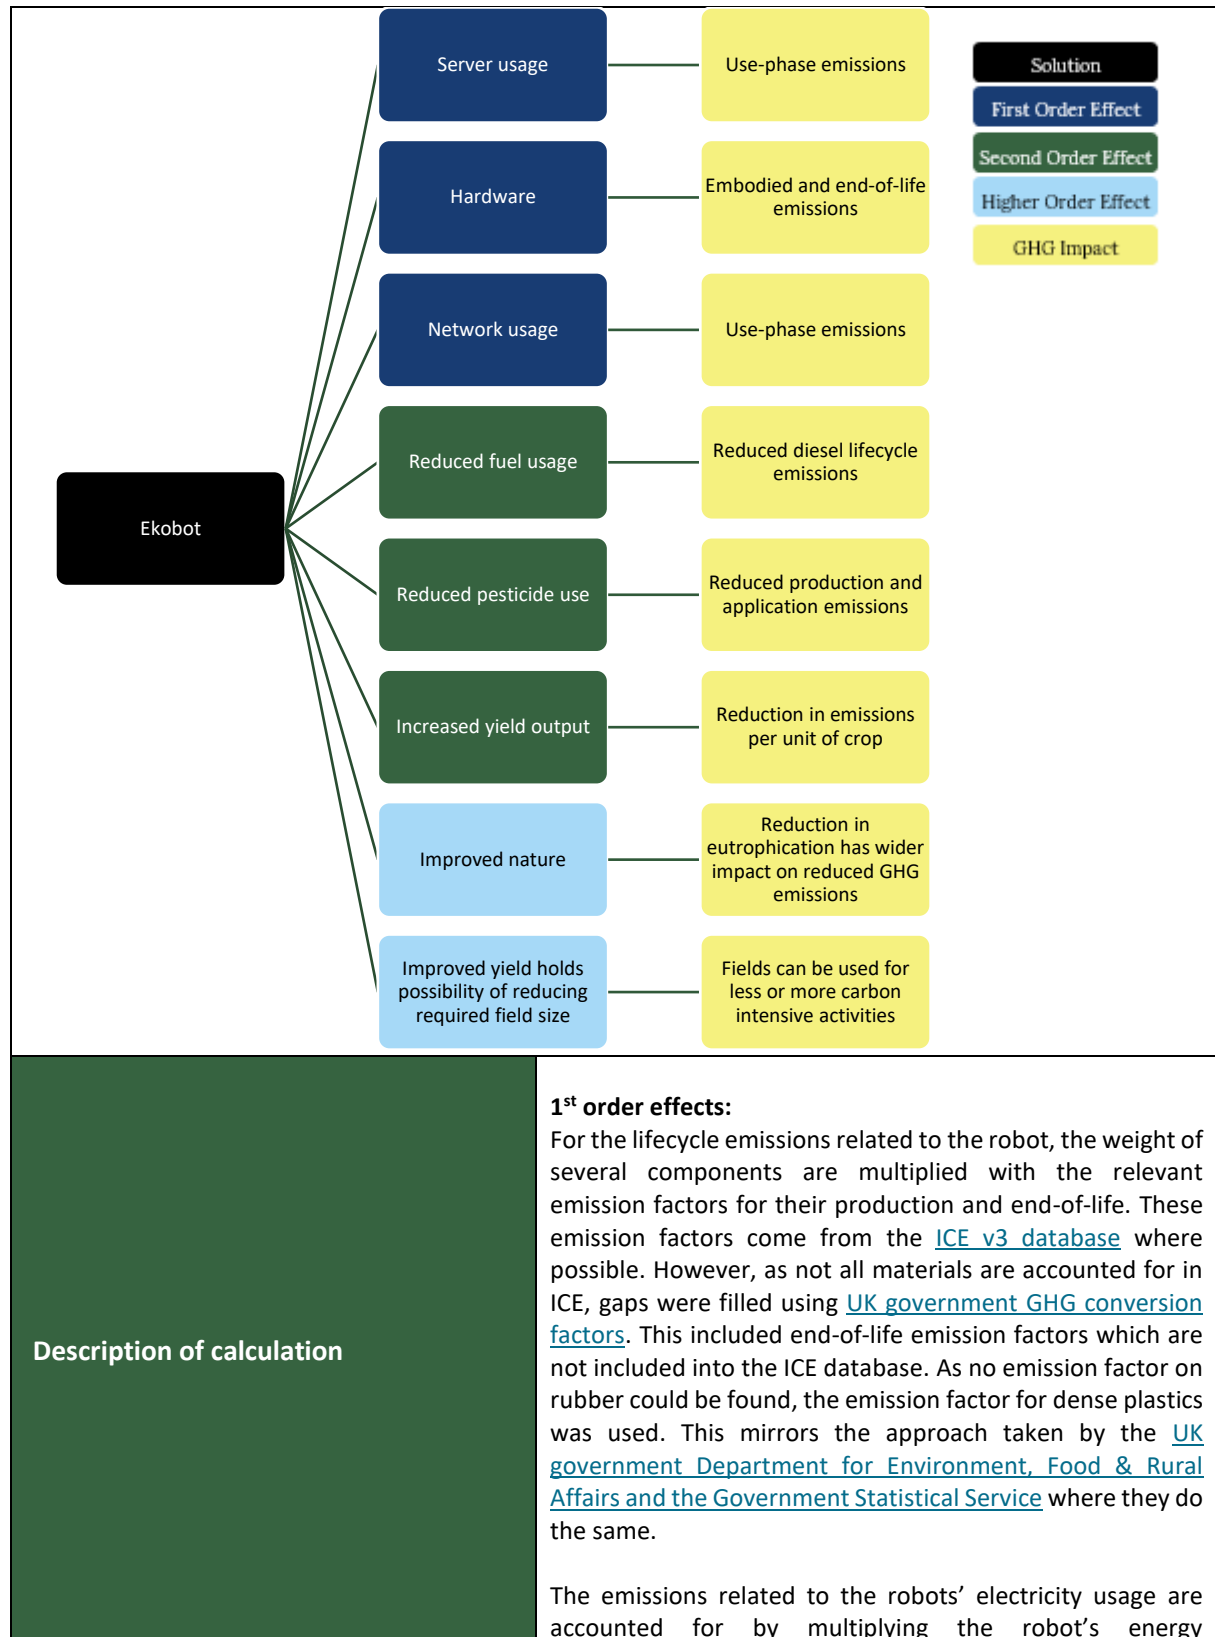 Server usage
Use-phase emissions
Solution
First Order Effect
Second Order Effect
Higher Order Effect
GHG Impact
Hardware
Embodied and end-of-life
emissions
Network usage
Use-phase emissions
Reduced fuel usage
Reduced diesel lifecycle
emissions
Ekobot
Reduced pesticide use
Reduced production and
application emissions
Increased yield output
Reduction in emissions
per unit of crop
Improved nature
Reduction in
eutrophication has wider
impact on reduced GHG
emissions
Improved yield holds
possibility of reducing
required field size
Fields can be used for
less or more carbon
intensive activities
Description of calculation
1st order effects:
For the lifecycle emissions related to the robot, the weight of
several components are multiplied with the relevant
emission factors for their production and end-of-life. These
emission factors come from the ICE v3 database where
possible. However, as not all materials are accounted for in
ICE, gaps were filled using UK government GHG conversion
factors. This included end-of-life emission factors which are
not included into the ICE database. As no emission factor on
rubber could be found, the emission factor for dense plastics
was used. This mirrors the approach taken by the UK
government Department for Environment, Food & Rural
Affairs and the Government Statistical Service where they do
the same.
The emissions related to the robots' electricity usage are
accounted for by multiplying the robot's energy